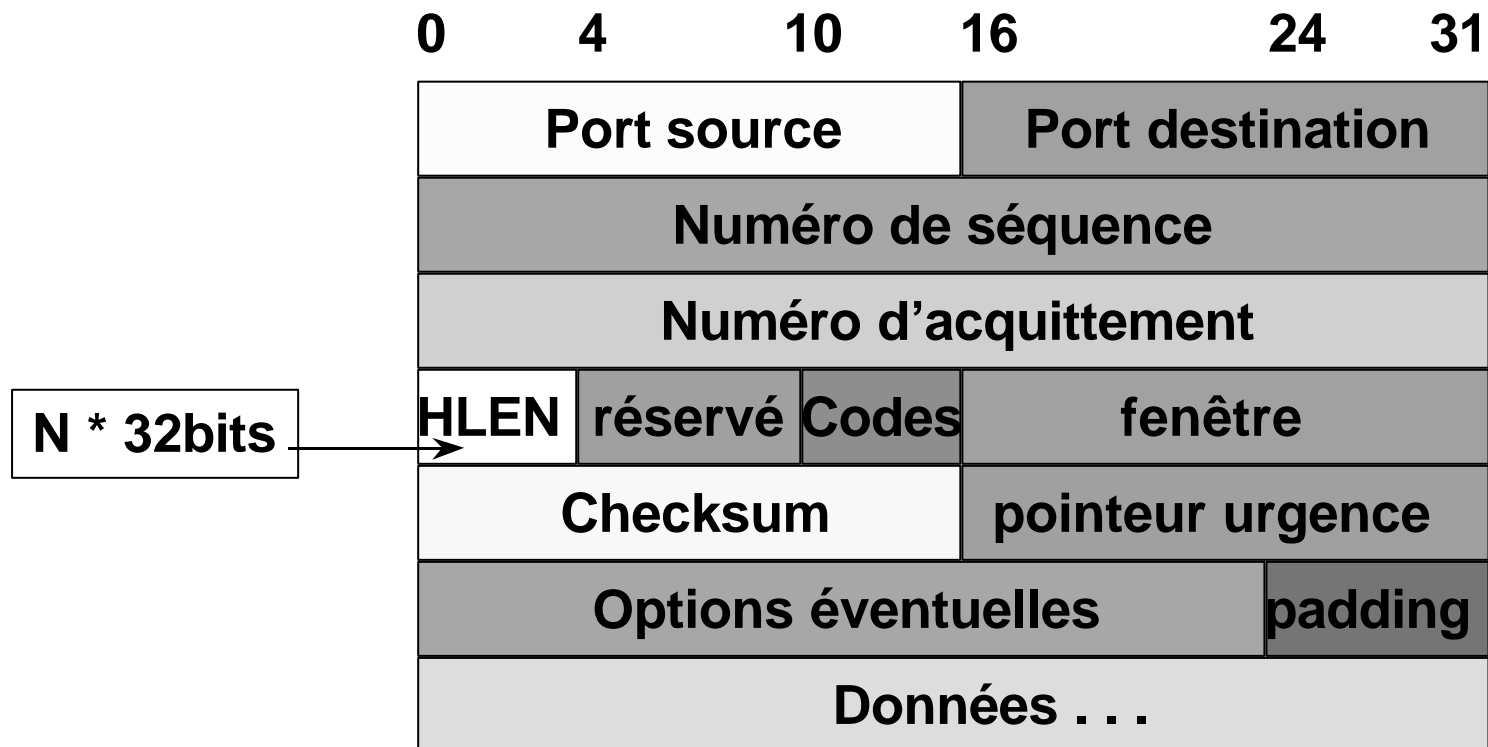 0 4 10 16 24 31
Port source Port destination
Numéro de séquence
Numéro d’acquittement
N * 32bits HLEN réservé Codes fenêtre
Checksum pointeur urgence
Options éventuelles padding
Données . . .